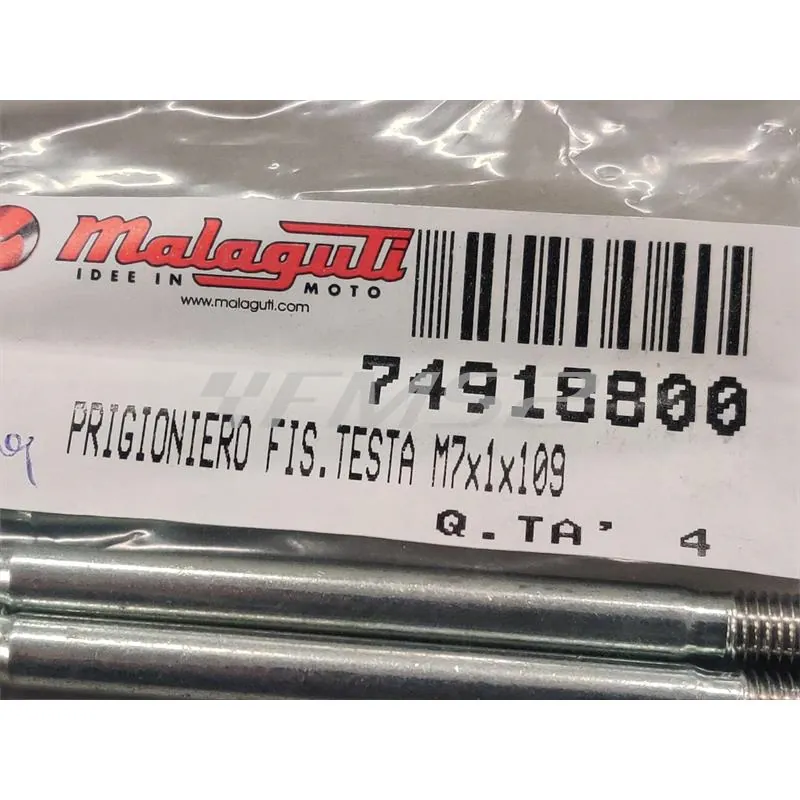 malaguti
IDEE IN MOTO
www.malaguti.com
74918800
PRIGIONIERO FIS.TESTA M7x1x109
Q.TA' 4